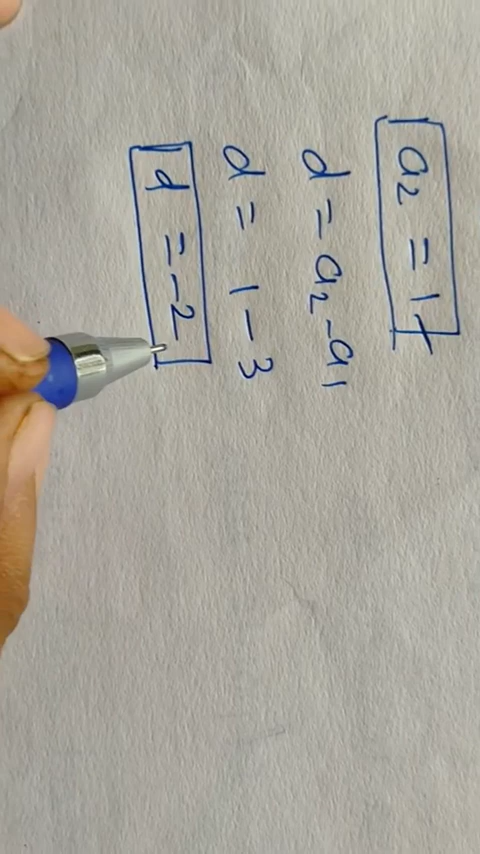 a₂ = 1
d = a₂ - a₁
d = 1 - 3
d = -2